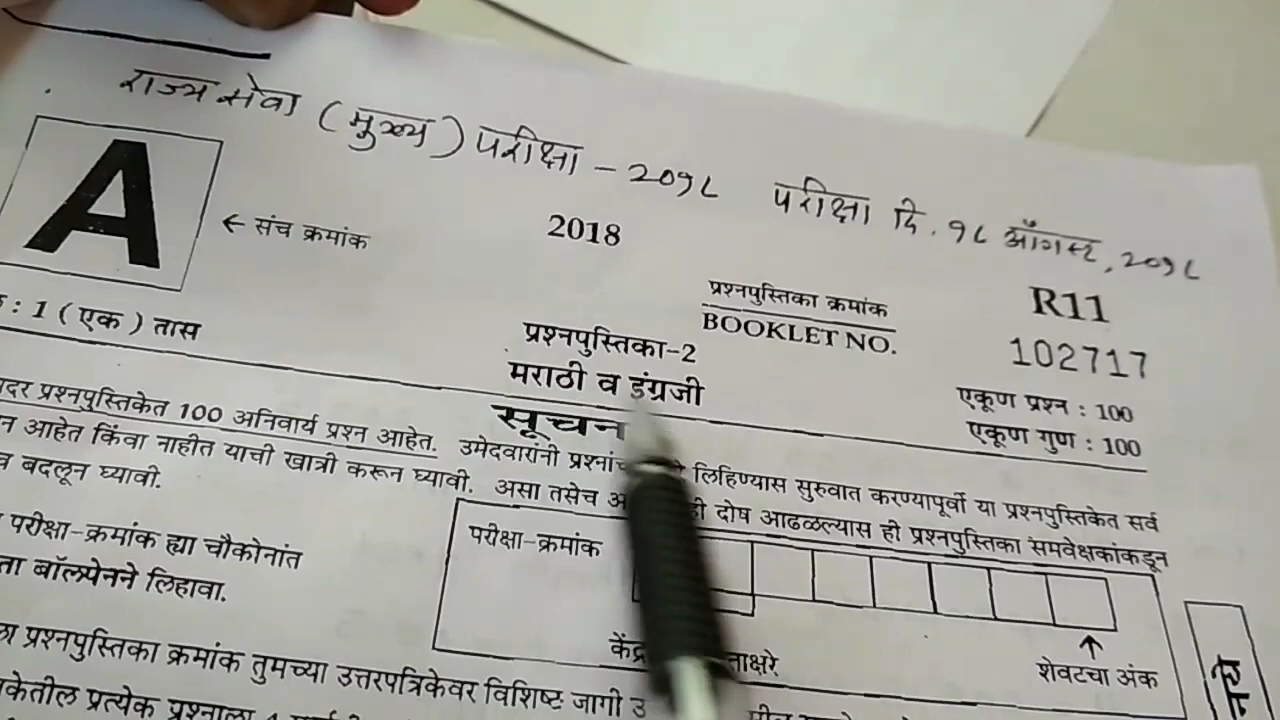 राज्य सेवा (मुख्य) परीक्षा - २०१८ परीक्षा दि. १८ ऑगस्ट, २०१८
A
← संच क्रमांक
2018
R11
प्रश्नपुस्तिका क्रमांक
BOOKLET NO.
102717
: 1 (एक) तास
प्रश्नपुस्तिका-2
मराठी व इंग्रजी
एकूण प्रश्न : 100
एकूण गुण : 100
सूचन
प्रश्नपुस्तिकेत 100 अनिवार्य प्रश्न आहेत. उमेदवारांनी लिहिण्यास सुरुवात करण्यापूर्वी या प्रश्नपुस्तिकेत सर्व
आहेत किंवा नाहीत याची खात्री करून घ्यावी. असा तसेच दोष आढळल्यास ही प्रश्नपुस्तिका समवेक्षकांकडून
बदलून घ्यावी.
परीक्षा-क्रमांक ह्या चौकोनांत
बॉलपेनने लिहावा.
परीक्षा-क्रमांक
↑
शेवटचा अंक
प्रश्नपुस्तिका क्रमांक तुमच्या उत्तरपत्रिकेवर विशिष्ट जागी
प्रत्येक प्रश्नाला